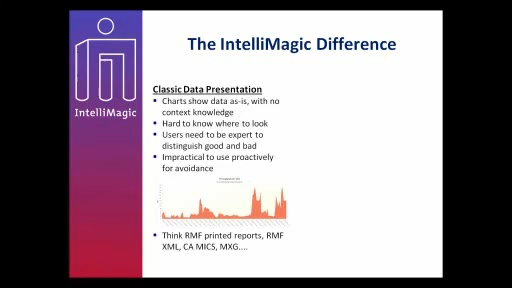 The IntelliMagic Difference
IntelliMagic
Classic Data Presentation
▪ Charts show data as-is, with no
context knowledge
▪ Hard to know where to look
▪ Users need to be expert to
distinguish good and bad
▪ Impractical to use proactively
for avoidance
▪ Think RMF printed reports, RMF
XML, CA MICS, MXG....